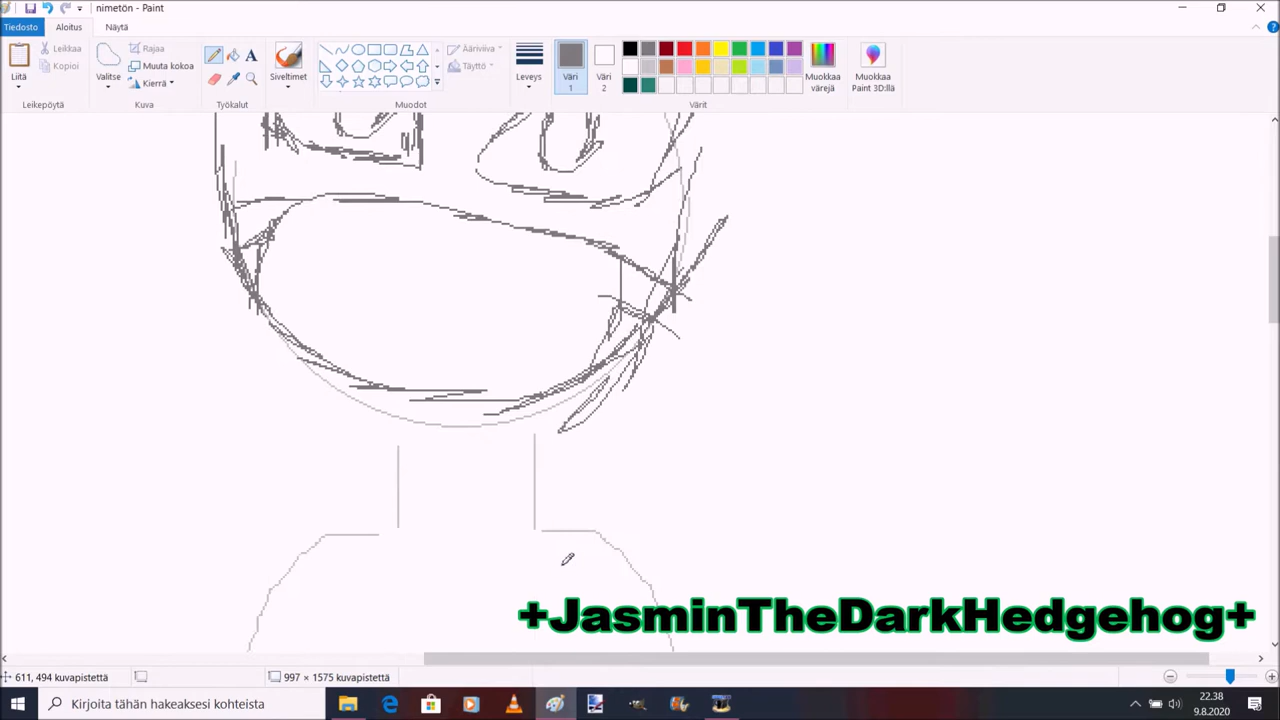 nimetön - Paint
Tiedosto Aloitus Näytä
Liitä
Leikkaa
Kopioi
Leikepöytä
Valitse
Rajaa
Muuta kokoa
Kierrä
Kuva
A
Työkalut
Siveltimet
Muodot
Ääriviiva
Täyttö
Leveys
Väri 1
Väri 2
Värit
Muokkaa värejä
Muokkaa Paint 3D:llä
+JasminTheDarkHedgehog+
611, 494 kuvapistettä
997 × 1575 kuvapistettä
Kirjoita tähän hakeaksesi kohteita
22.38
9.8.2020